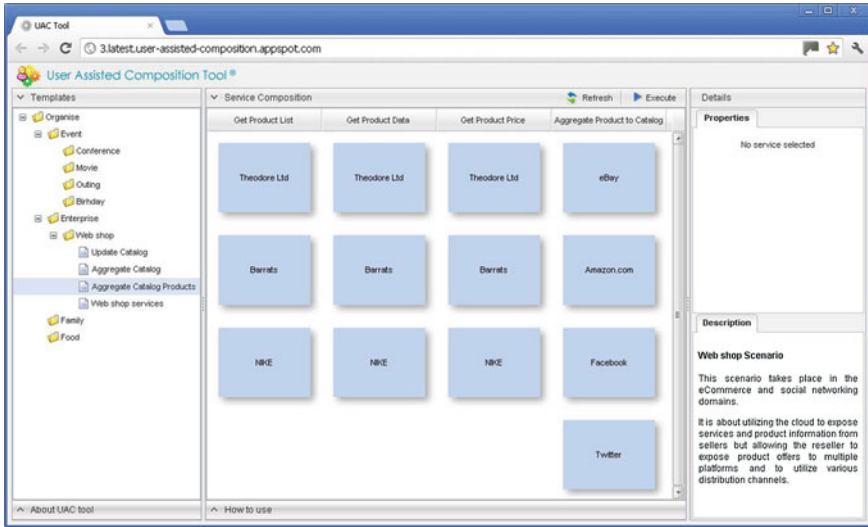 UAC Tool
3.latest.user-assisted-composition.appspot.com
User Assisted Composition Tool ®
Templates
Organise
Event
Conference
Movie
Outing
Birhday
Enterprise
Web shop
Update Catalog
Aggregate Catalog
Aggregate Catalog Products
Web shop services
Family
Food
About UAC tool
Service Composition
Refresh
Execute
Get Product List
Get Product Data
Get Product Price
Aggregate Product to Catalog
Theodore Ltd
Theodore Ltd
Theodore Ltd
eBay
Barrats
Barrats
Barrats
Amazon.com
NIKE
NIKE
NIKE
Facebook
Twitter
How to use
Details
Properties
No service selected
Description
Web shop Scenario
This scenario takes place in the
eCommerce and social networking
domains.
It is about utilizing the cloud to expose
services and product information from
sellers but allowing the reseller to
expose product offers to multiple
platforms and to utilize various
distribution channels.